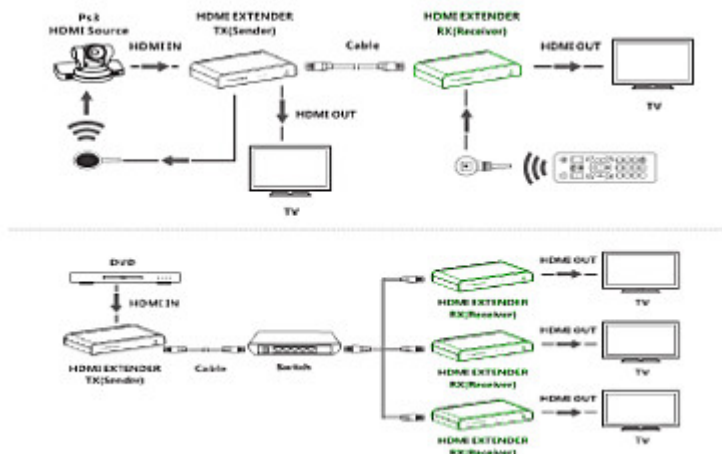 Ps3
HDMI Source
HDMI IN
HDMI EXTENDER
TX(Sender)
Cable
HDMI EXTENDER
RX(Receiver)
HDMI OUT
TV
HDMI OUT
TV
DVD
HDMI IN
HDMI EXTENDER
TX(Sender)
Cable
Switch
HDMI OUT
HDMI EXTENDER
RX(Receiver)
TV
HDMI OUT
HDMI EXTENDER
RX(Receiver)
TV
HDMI OUT
HDMI EXTENDER
RX(Receiver)
TV